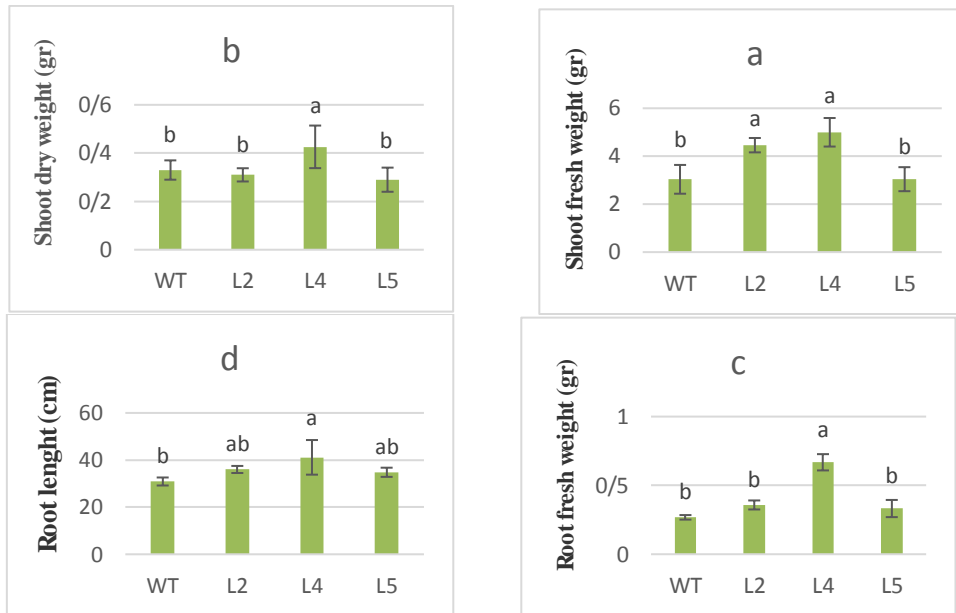 b
Shoot dry weight (gr)
0/6
0/4
0/2
0
b
b
a
b
WT L2 L4 L5
a
Shoot fresh weight (gr)
6
4
2
0
b
a
a
b
WT L2 L4 L5
d
Root lenght (cm)
60
40
20
0
b
ab
a
ab
WT L2 L4 L5
c
Root fresh weight (gr)
1
0/5
0
b
b
a
b
WT L2 L4 L5